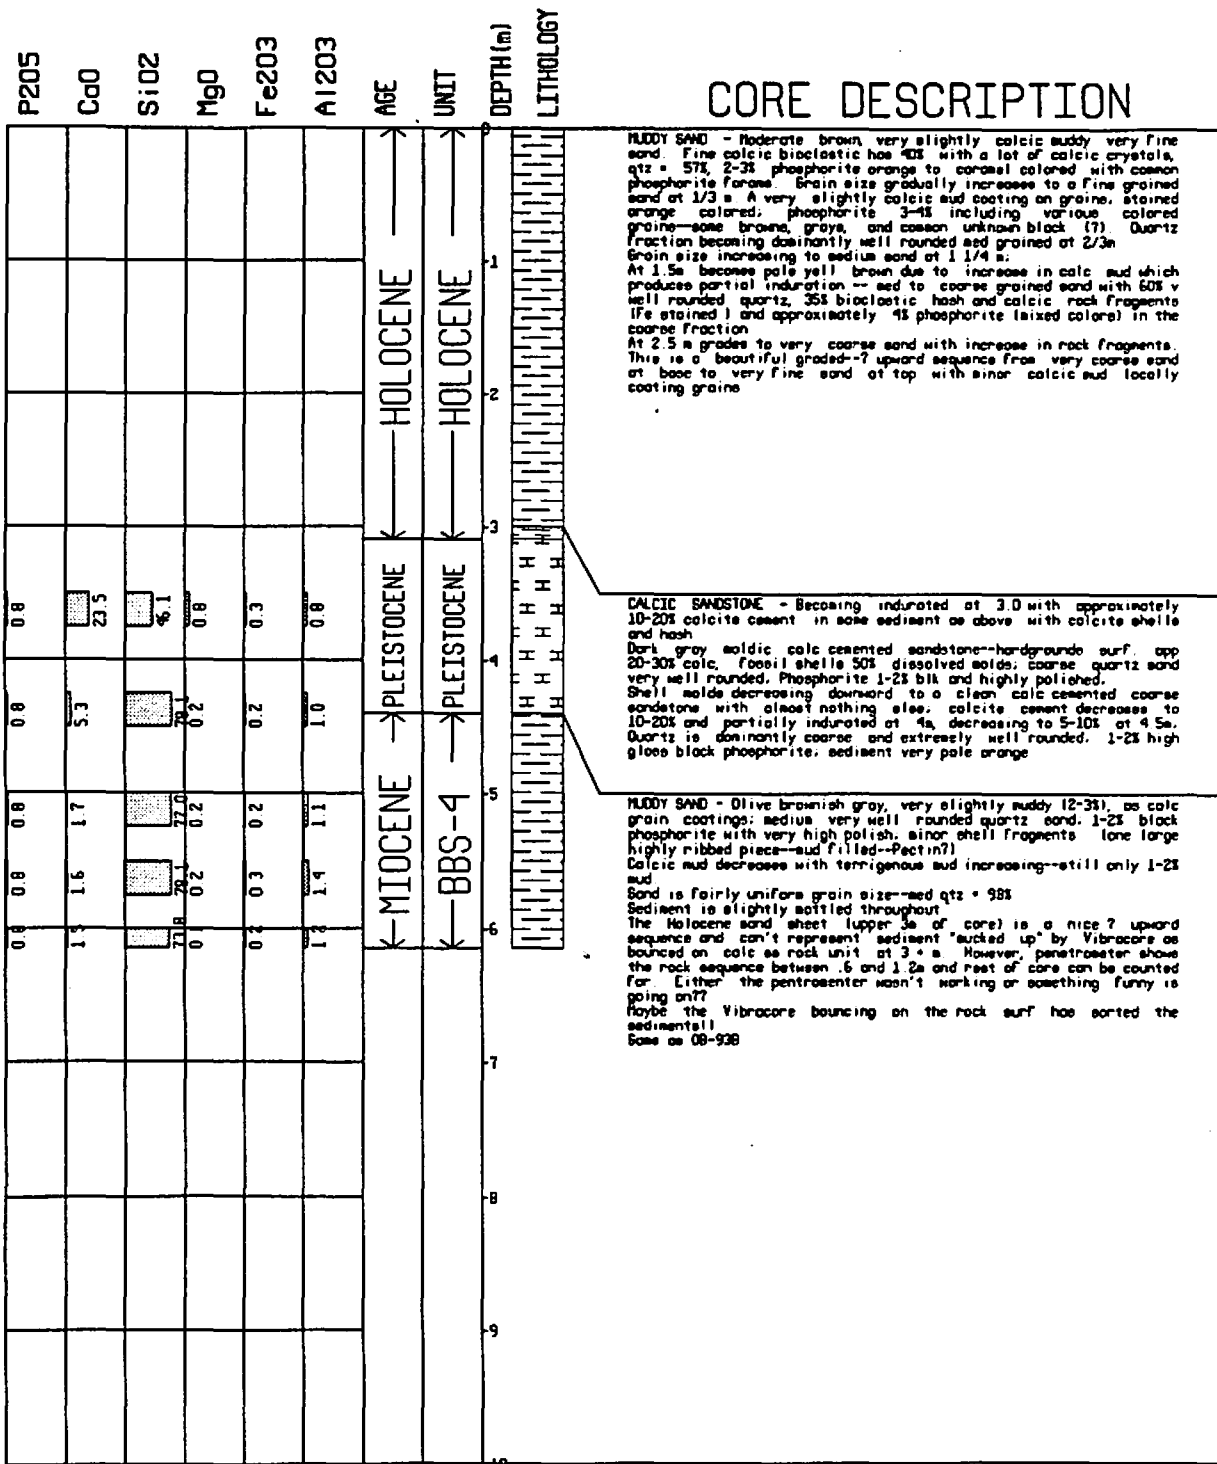 P2O5 CaO SiO2 MgO Fe2O3 Al2O3 AGE UNIT DEPTH(m) LITHOLOGY
CORE DESCRIPTION
0
MUDDY SAND - Moderate brown, very slightly calcic muddy very fine
sand. Fine calcic bioclastic has 40% with a lot of calcic crystals,
qtz = 57%, 2-3% phosphorite orange to caramel colored with common
phosphorite forams. Grain size gradually increases to a fine grained
sand at 1/3 m. A very slightly calcic mud coating on grains, stained
orange colored; phosphorite 3-4% including various colored
grains--some browns, grays, and common unknown black (?). Quartz
fraction becoming dominantly well rounded med grained at 2/3m
Grain size increasing to medium sand at 1 1/4 m;
At 1.5m becomes pale yell brown due to increase in calc mud which
produces partial induration -- med to coarse grained sand with 60% v
well rounded quartz, 35% bioclastic hash and calcic rock fragments
(Fe stained ) and approximately 4% phosphorite (mixed colors) in the
coarse fraction
At 2.5 m grades to very coarse sand with increase in rock fragments.
This is a beautiful graded--? upward sequence from very coarse sand
at base to very fine sand at top with minor calcic mud locally
coating grains
1
HOLOCENE HOLOCENE
2
3
CALCIC SANDSTONE - Becoming indurated at 3.0 with approximately
10-20% calcite cement in same sediment as above with calcite shells
and hash
Dark gray moldic calc cemented sandstone--hardgrounds surf. app
20-30% calc, fossil shells 50% dissolved molds; coarse quartz sand
very well rounded. Phosphorite 1-2% blk and highly polished.
Shell molds decreasing downward to a clean calc cemented coarse
sandstone with almost nothing else; calcite cement decreases to
10-20% and partially indurated at 4m, decreasing to 5-10% at 4.5m.
Quartz is dominantly coarse and extremely well rounded. 1-2% high
gloss black phosphorite; sediment very pale orange
0.8 23.5 46.1 0.8 0.3 0.8
PLEISTOCENE PLEISTOCENE
4
0.8 5.3 0.2 0.2 1.0
5
MUDDY SAND - Olive brownish gray, very slightly muddy (2-3%), as calc
grain coatings; medium very well rounded quartz sand. 1-2% black
phosphorite with very high polish. minor shell fragments (one large
highly ribbed piece--mud filled--Pectin?)
Calcic mud decreases with terrigenous mud increasing--still only 1-2%
mud
Sand is fairly uniform grain size--med qtz = 98%
Sediment is slightly mottled throughout
The Holocene sand sheet (upper 3m of core) is a nice ? upward
sequence and can't represent sediment "sucked up" by Vibracore as
bounced on calc ss rock unit at 3 + m. However, penetrometer shows
the rock sequence between .6 and 1.2m and rest of core can be counted
for. Either the pentrosenter wasn't working or something funny is
going on??
Maybe the Vibracore bouncing on the rock surf has sorted the
sediments!!
Same as OB-93B
0.8 1.7 77.0 0.2 0.2 1.1
MIOCENE BBS-4
0.8 1.6 0.2 0.3 1.4
6
73.8
7
8
9
10